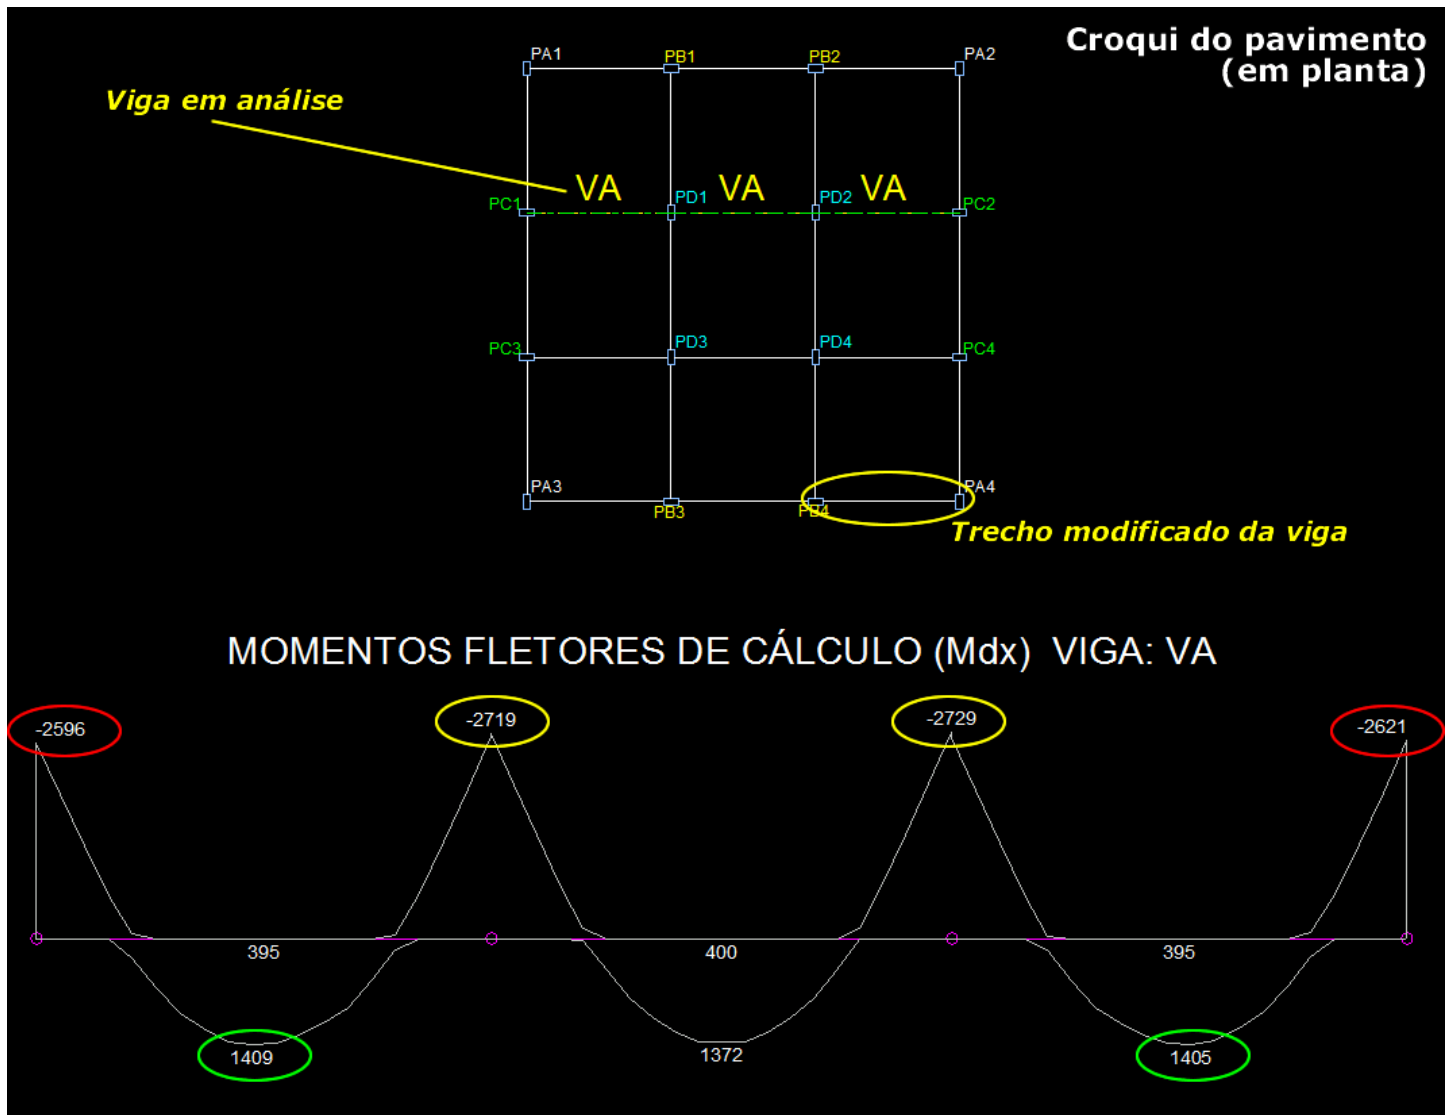 Croqui do pavimento
(em planta)
PA1
PB1
PB2
PA2
Viga em análise
VA
VA
VA
PC1
PD1
PD2
PC2
PC3
PD3
PD4
PC4
PA3
PB3
PB4
PA4
Trecho modificado da viga
MOMENTOS FLETORES DE CÁLCULO (Mdx) VIGA: VA
-2596
-2719
-2729
-2621
395
400
395
1409
1372
1405